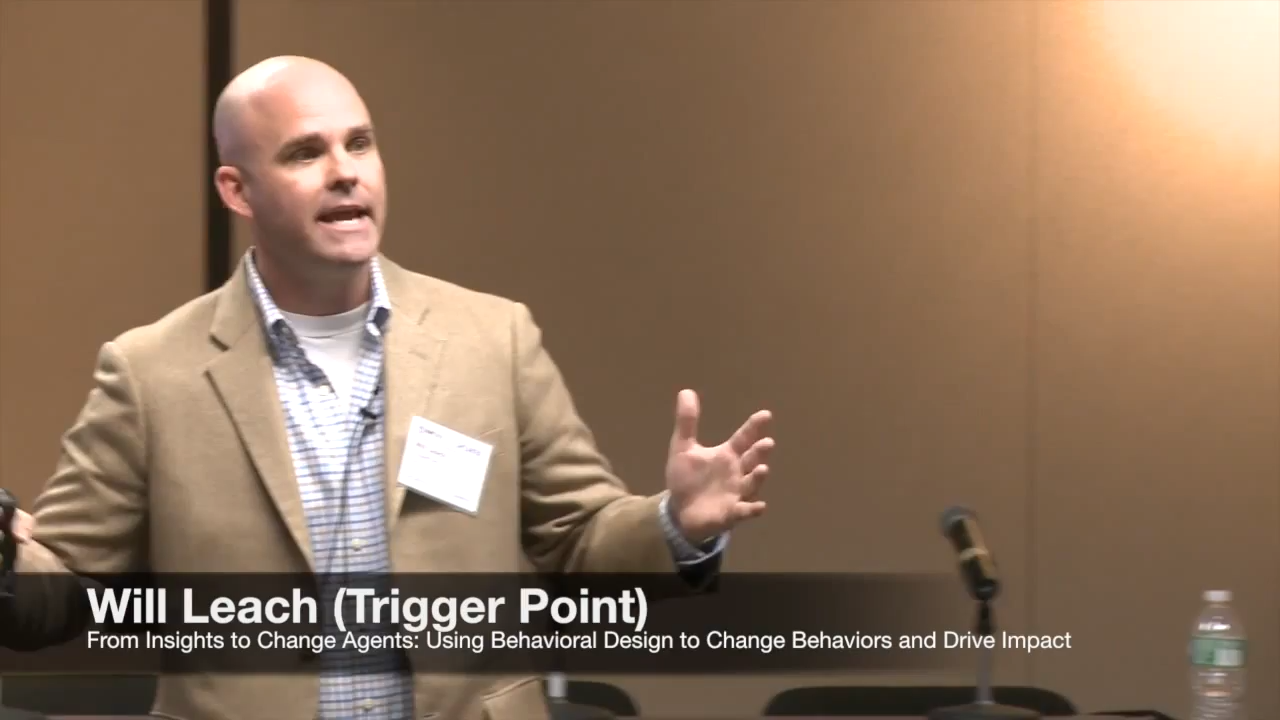 Will Leach (Trigger Point)
From Insights to Change Agents: Using Behavioral Design to Change Behaviors and Drive Impact